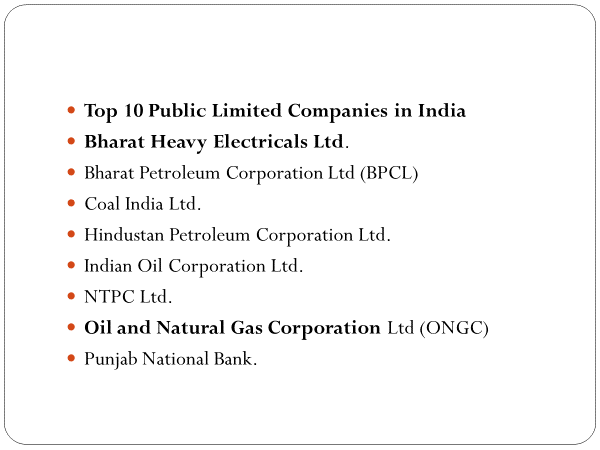 Top 10 Public Limited Companies in India
Bharat Heavy Electricals Ltd.
Bharat Petroleum Corporation Ltd (BPCL)
Coal India Ltd.
Hindustan Petroleum Corporation Ltd.
Indian Oil Corporation Ltd.
NTPC Ltd.
Oil and Natural Gas Corporation Ltd (ONGC)
Punjab National Bank.